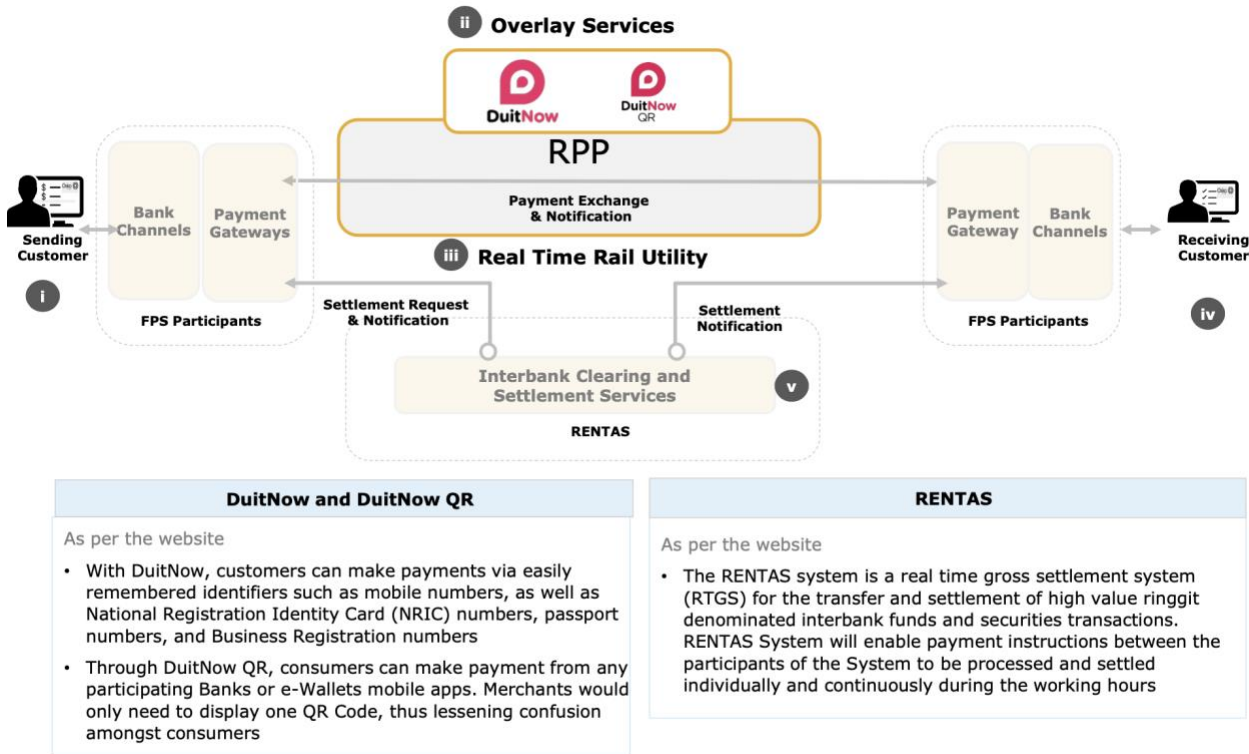 ii Overlay Services
DuitNow
DuitNow
QR
RPP
Payment Exchange
& Notification
Bank
Channels
Payment
Gateways
Payment
Gateway
Bank
Channels
Sending
Customer
Receiving
Customer
i
iii Real Time Rail Utility
iv
FPS Participants
Settlement Request
& Notification
Settlement
Notification
FPS Participants
Interbank Clearing and
Settlement Services
v
RENTAS
DuitNow and DuitNow QR
As per the website
• With DuitNow, customers can make payments via easily
remembered identifiers such as mobile numbers, as well as
National Registration Identity Card (NRIC) numbers, passport
numbers, and Business Registration numbers
• Through DuitNow QR, consumers can make payment from any
participating Banks or e-Wallets mobile apps. Merchants would
only need to display one QR Code, thus lessening confusion
amongst consumers
RENTAS
As per the website
• The RENTAS system is a real time gross settlement system
(RTGS) for the transfer and settlement of high value ringgit
denominated interbank funds and securities transactions.
RENTAS System will enable payment instructions between the
participants of the System to be processed and settled
individually and continuously during the working hours